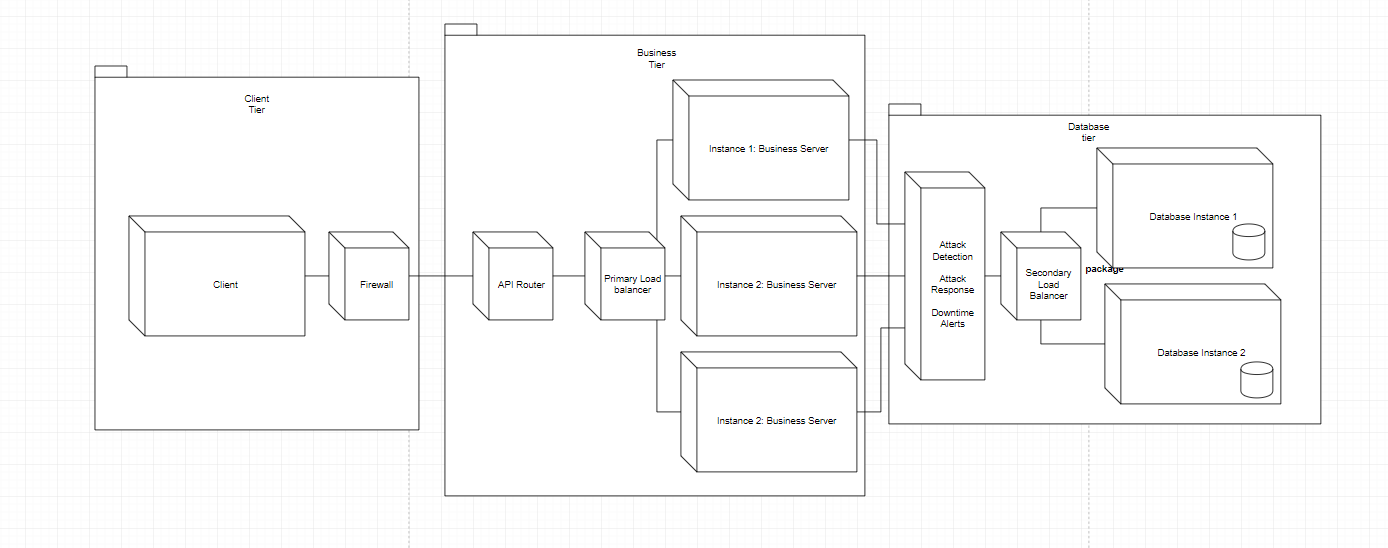 Client
Tier
Client
Firewall
Business
Tier
API Router
Primary Load
balancer
Instance 1: Business Server
Instance 2: Business Server
Instance 2: Business Server
Database
tier
Attack
Detection
Attack
Response
Downtime
Alerts
Secondary
Load
Balancer
package
Database Instance 1
Database Instance 2